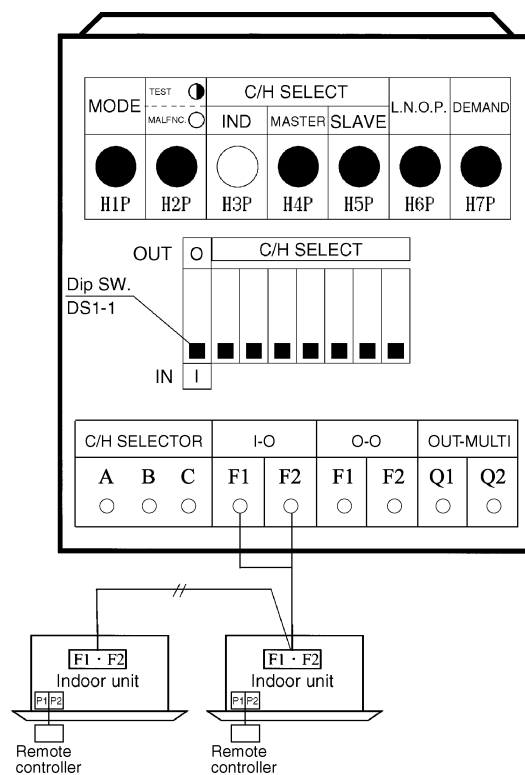 MODE TEST C/H SELECT L.N.O.P. DEMAND
MALFNC. IND MASTER SLAVE
H1P H2P H3P H4P H5P H6P H7P
OUT O C/H SELECT
Dip SW.
DS1-1
IN I
C/H SELECTOR I-O O-O OUT-MULTI
A B C F1 F2 F1 F2 Q1 Q2
F1 · F2 F1 · F2
Indoor unit Indoor unit
P1 P2 P1 P2
Remote controller Remote controller